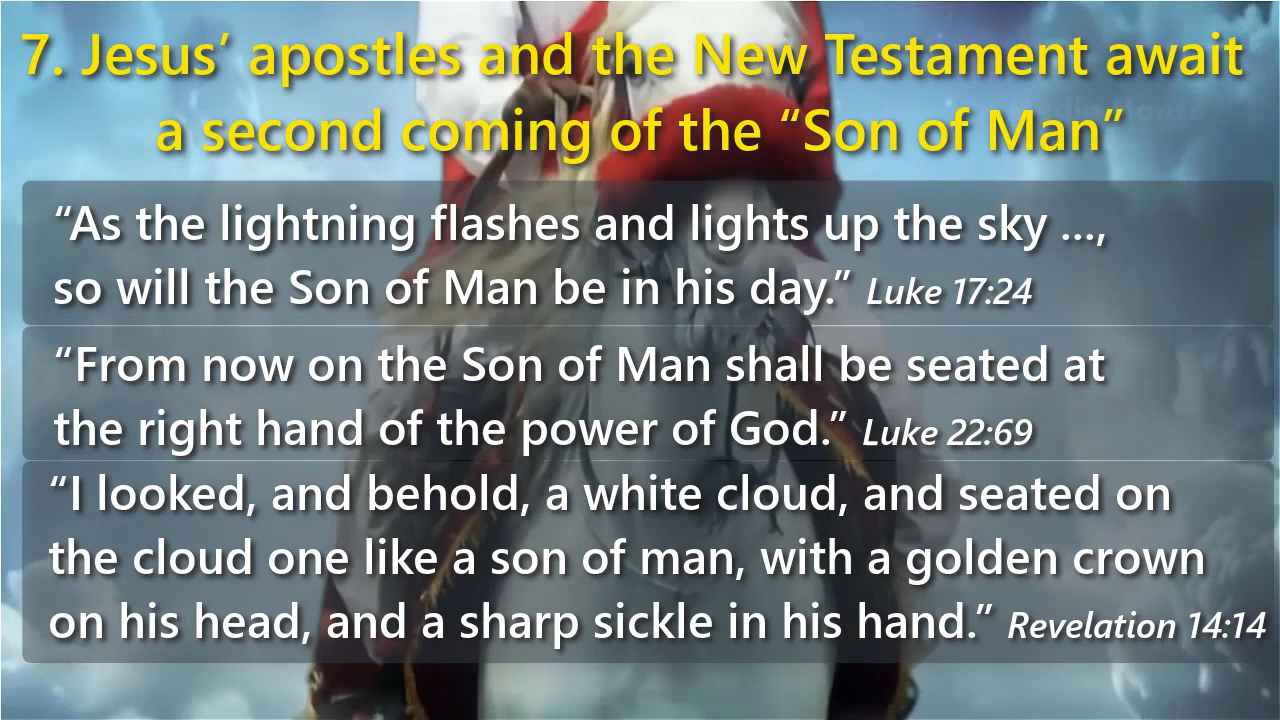 7. Jesus’ apostles and the New Testament await
a second coming of the “Son of Man”
“As the lightning flashes and lights up the sky ...,
so will the Son of Man be in his day.” Luke 17:24
“From now on the Son of Man shall be seated at
the right hand of the power of God.” Luke 22:69
“I looked, and behold, a white cloud, and seated on
the cloud one like a son of man, with a golden crown
on his head, and a sharp sickle in his hand.” Revelation 14:14